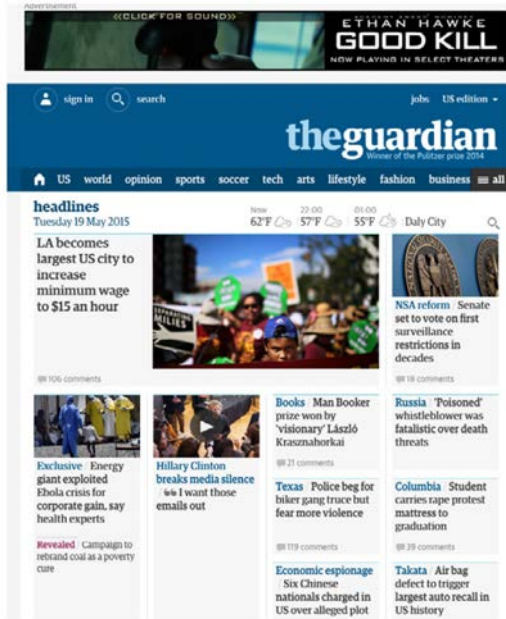 Advertisement
<<CLICK FOR SOUND>>
ETHAN HAWKE
GOOD KILL
NOW PLAYING IN SELECT THEATERS
sign in search jobs US edition
theguardian
Winner of the Pulitzer prize 2014
US world opinion sports soccer tech arts lifestyle fashion business all
headlines
Tuesday 19 May 2015
Now 22:00 01:00
62°F 57°F 55°F Daly City
LA becomes
largest US city to
increase
minimum wage
to $15 an hour
106 comments
SEPARATING
FAMILIES
NSA reform / Senate
set to vote on first
surveillance
restrictions in
decades
18 comments
Exclusive / Energy
giant exploited
Ebola crisis for
corporate gain, say
health experts
Revealed / Campaign to
rebrand coal as a poverty
cure
Hillary Clinton
breaks media silence
/ I want those
emails out
Books / Man Booker
prize won by
'visionary' László
Krasznahorkai
21 comments
Russia / 'Poisoned'
whistleblower was
fatalistic over death
threats
Texas / Police beg for
biker gang truce but
fear more violence
119 comments
Columbia / Student
carries rape protest
mattress to
graduation
39 comments
Economic espionage
/ Six Chinese
nationals charged in
US over alleged plot
Takata / Air bag
defect to trigger
largest auto recall in
US history